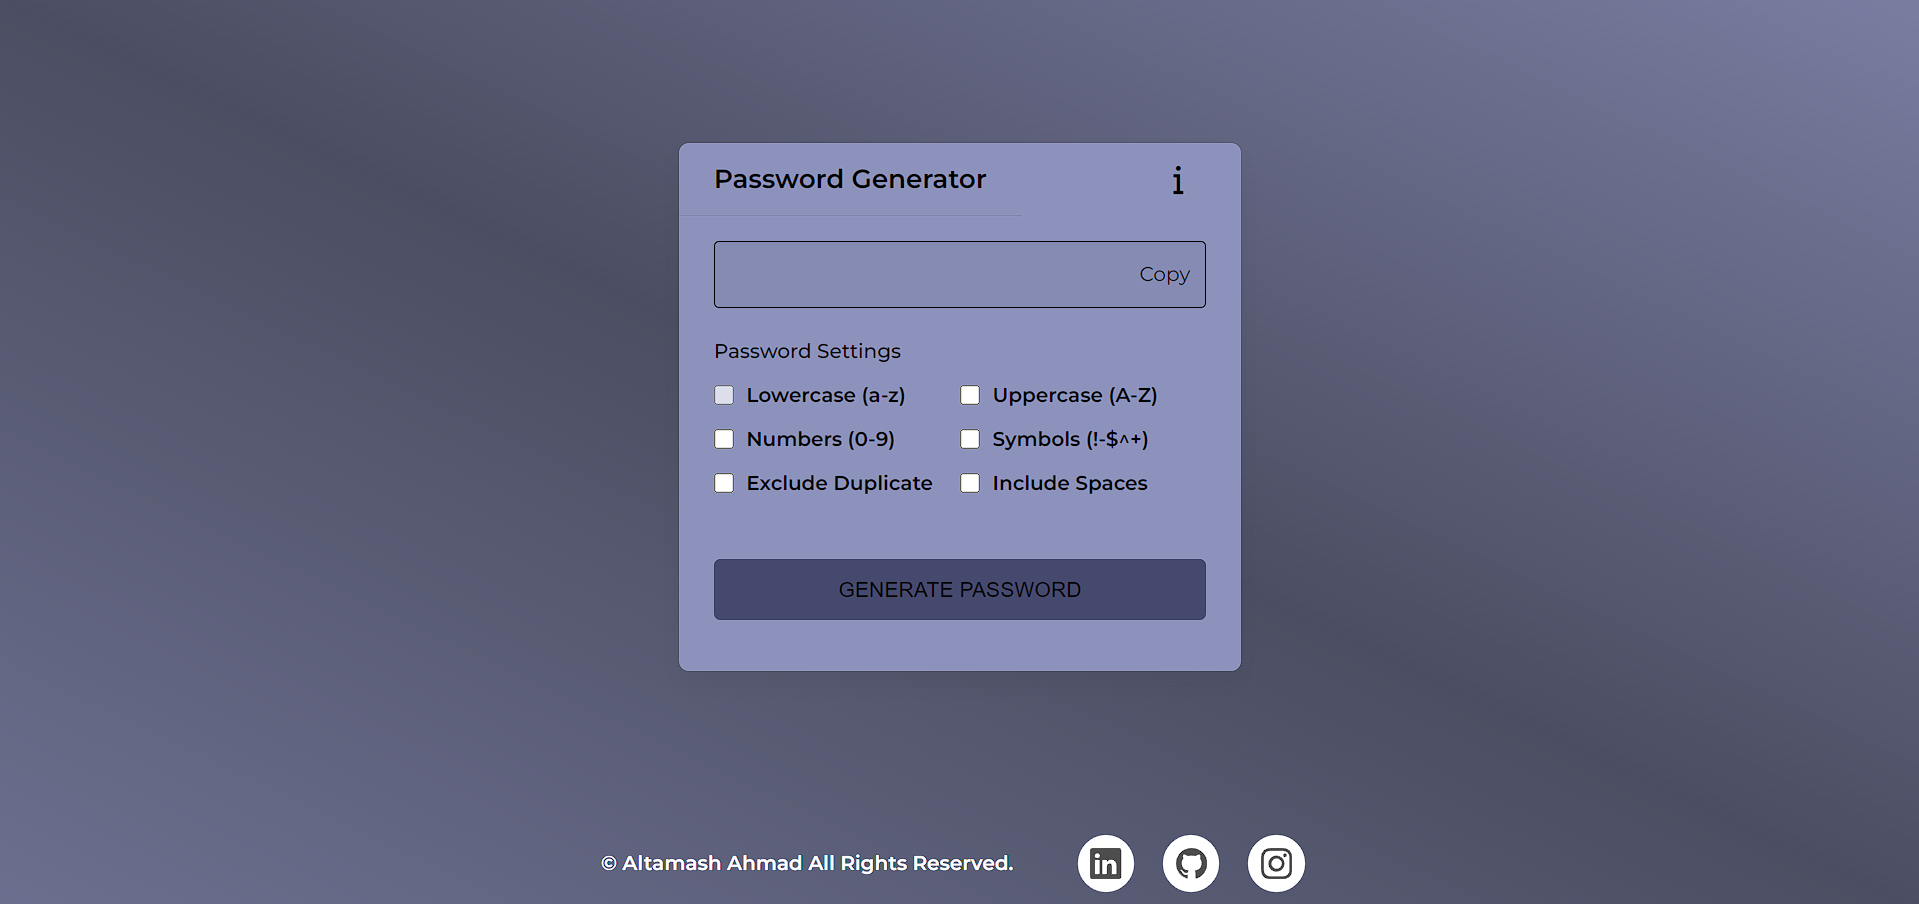 Password Generator
Copy
Password Settings
Lowercase (a-z)
Uppercase (A-Z)
Numbers (0-9)
Symbols (!-$^+)
Exclude Duplicate
Include Spaces
GENERATE PASSWORD
© Altamash Ahmad All Rights Reserved.